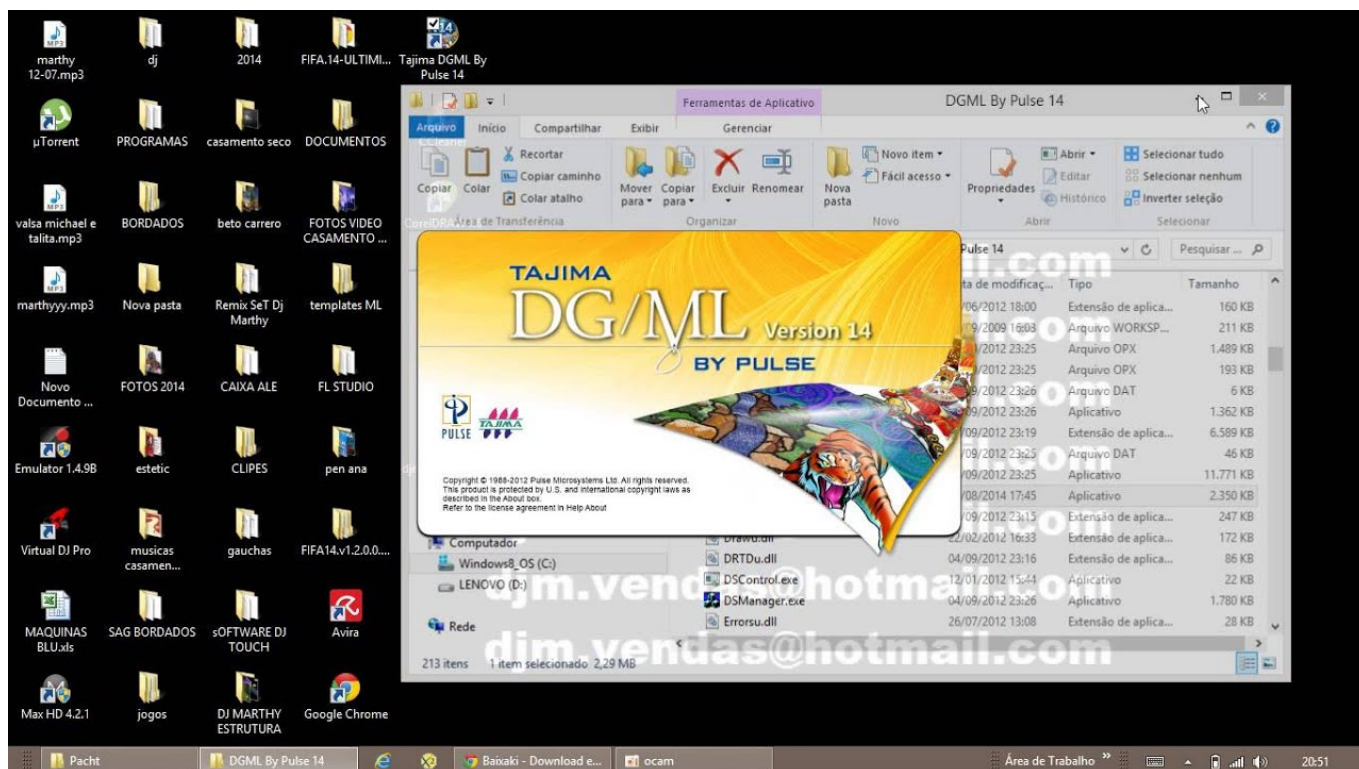 marthy
12-07.mp3
dj
2014
FIFA.14-ULTIMI...
Tajima DGML By
Pulse 14
µTorrent
PROGRAMAS
casamento seco
DOCUMENTOS
valsa michael e
talita.mp3
BORDADOS
beto carrero
FOTOS VIDEO
CASAMENTO ...
marthyyy.mp3
Nova pasta
Remix SeT Dj
Marthy
templates ML
Novo
Documento ...
FOTOS 2014
CAIXA ALE
FL STUDIO
Emulator 1.4.9B
estetic
CLIPES
pen ana
Virtual DJ Pro
musicas
casamen...
gauchas
FIFA14.v1.2.0.0....
MAQUINAS
BLU.xls
SAG BORDADOS
sOFTWARE DJ
TOUCH
Avira
Max HD 4.2.1
jogos
DJ MARTHY
ESTRUTURA
Google Chrome
Ferramentas de Aplicativo
DGML By Pulse 14
Arquivo
Início
Compartilhar
Exibir
Gerenciar
Copiar
Colar
Recortar
Copiar caminho
Colar atalho
Mover
para
Copiar
para
Excluir
Renomear
Nova
pasta
Novo item
Fácil acesso
Propriedades
Abrir
Editar
Histórico
Selecionar tudo
Selecionar nenhum
Inverter seleção
Área de Transferência
Organizar
Novo
Abrir
Selecionar
Pulse 14
Pesquisar ...
Tipo
Tamanho
Extensão de aplica...
160 KB
Arquivo WORKSP...
211 KB
Arquivo OPX
1.489 KB
Arquivo OPX
193 KB
Arquivo DAT
6 KB
Aplicativo
1.362 KB
Extensão de aplica...
6.589 KB
Arquivo DAT
46 KB
Aplicativo
11.771 KB
Aplicativo
2.350 KB
Extensão de aplica...
247 KB
22/02/2012 16:33
Extensão de aplica...
172 KB
DRTDu.dll
04/09/2012 23:16
Extensão de aplica...
86 KB
DSControl.exe
12/01/2012 15:44
Aplicativo
22 KB
DSManager.exe
04/09/2012 23:26
Aplicativo
1.780 KB
Errorsu.dll
26/07/2012 13:08
Extensão de aplica...
28 KB
Computador
Windows8_OS (C:)
LENOVO (D:)
Rede
213 itens
1 item selecionado 2,29 MB
TAJIMA
DG/ML Version 14
BY PULSE
PULSE
TAJIMA
Copyright © 1988-2012 Pulse Microsystems Ltd. All rights reserved.
This product is protected by U.S. and international copyright laws as
described in the About box.
Refer to the license agreement in Help About
djm.vendas@hotmail.com
djm.vendas@hotmail.com
Pacht
DGML By Pulse 14
Baixaki - Download e...
ocam
Área de Trabalho
20:51